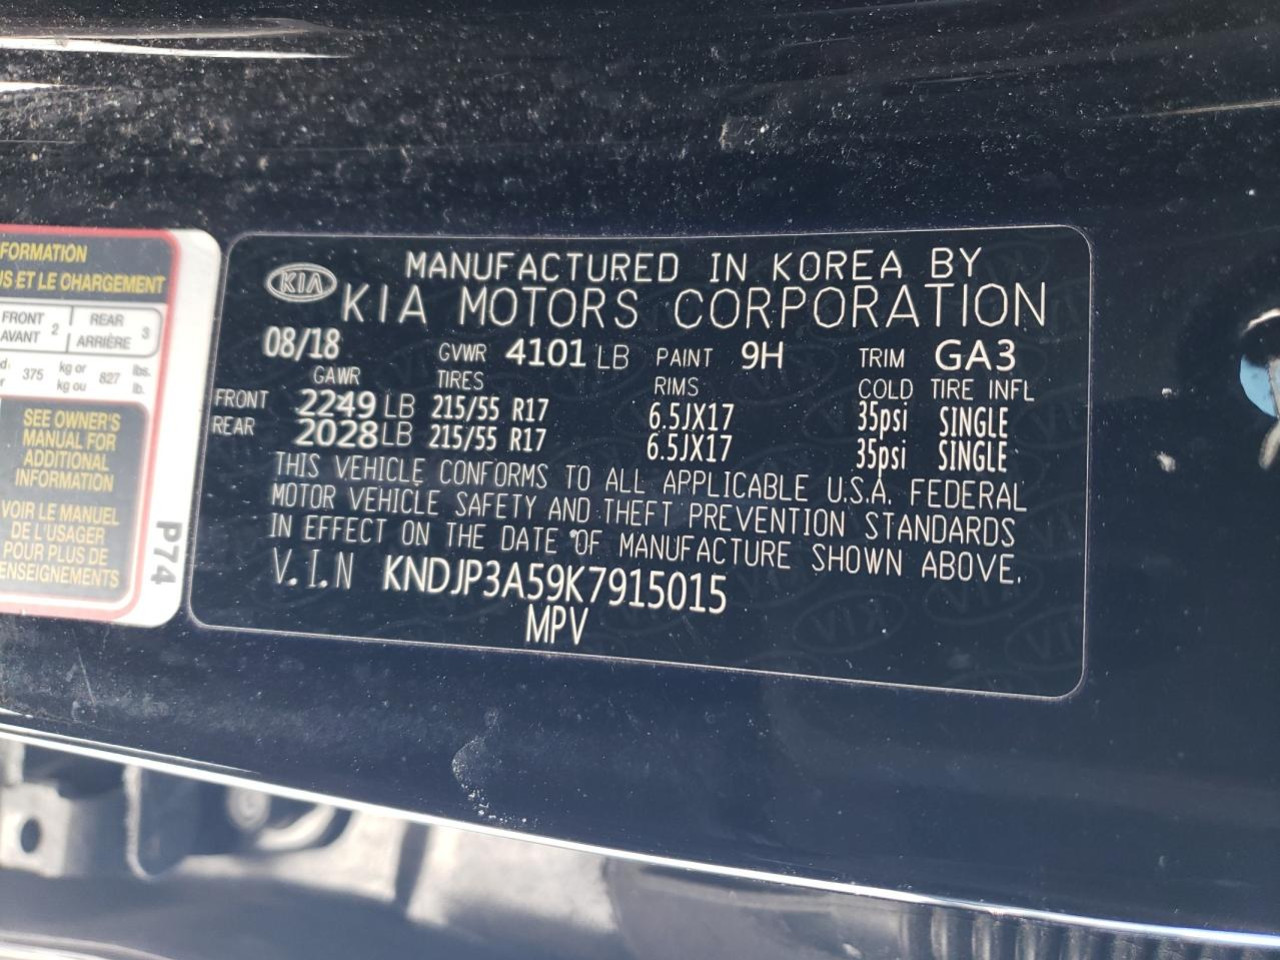 FORMATION
S ET LE CHARGEMENT
FRONT AVANT 2 REAR ARRIÈRE 3
375 kg or kg ou 827 lbs. lb.
SEE OWNER'S
MANUAL FOR
ADDITIONAL
INFORMATION
VOIR LE MANUEL
DE L'USAGER
POUR PLUS DE
ENSEIGNEMENTS
P74
KIA
MANUFACTURED IN KOREA BY
KIA MOTORS CORPORATION
08/18 GVWR 4101 LB PAINT 9H TRIM GA3
GAWR TIRES RIMS COLD TIRE INFL
FRONT 2249 LB 215/55 R17 6.5JX17 35psi SINGLE
REAR 2028 LB 215/55 R17 6.5JX17 35psi SINGLE
THIS VEHICLE CONFORMS TO ALL APPLICABLE U.S.A. FEDERAL
MOTOR VEHICLE SAFETY AND THEFT PREVENTION STANDARDS
IN EFFECT ON THE DATE OF MANUFACTURE SHOWN ABOVE.
V.I.N KNDJP3A59K7915015
MPV